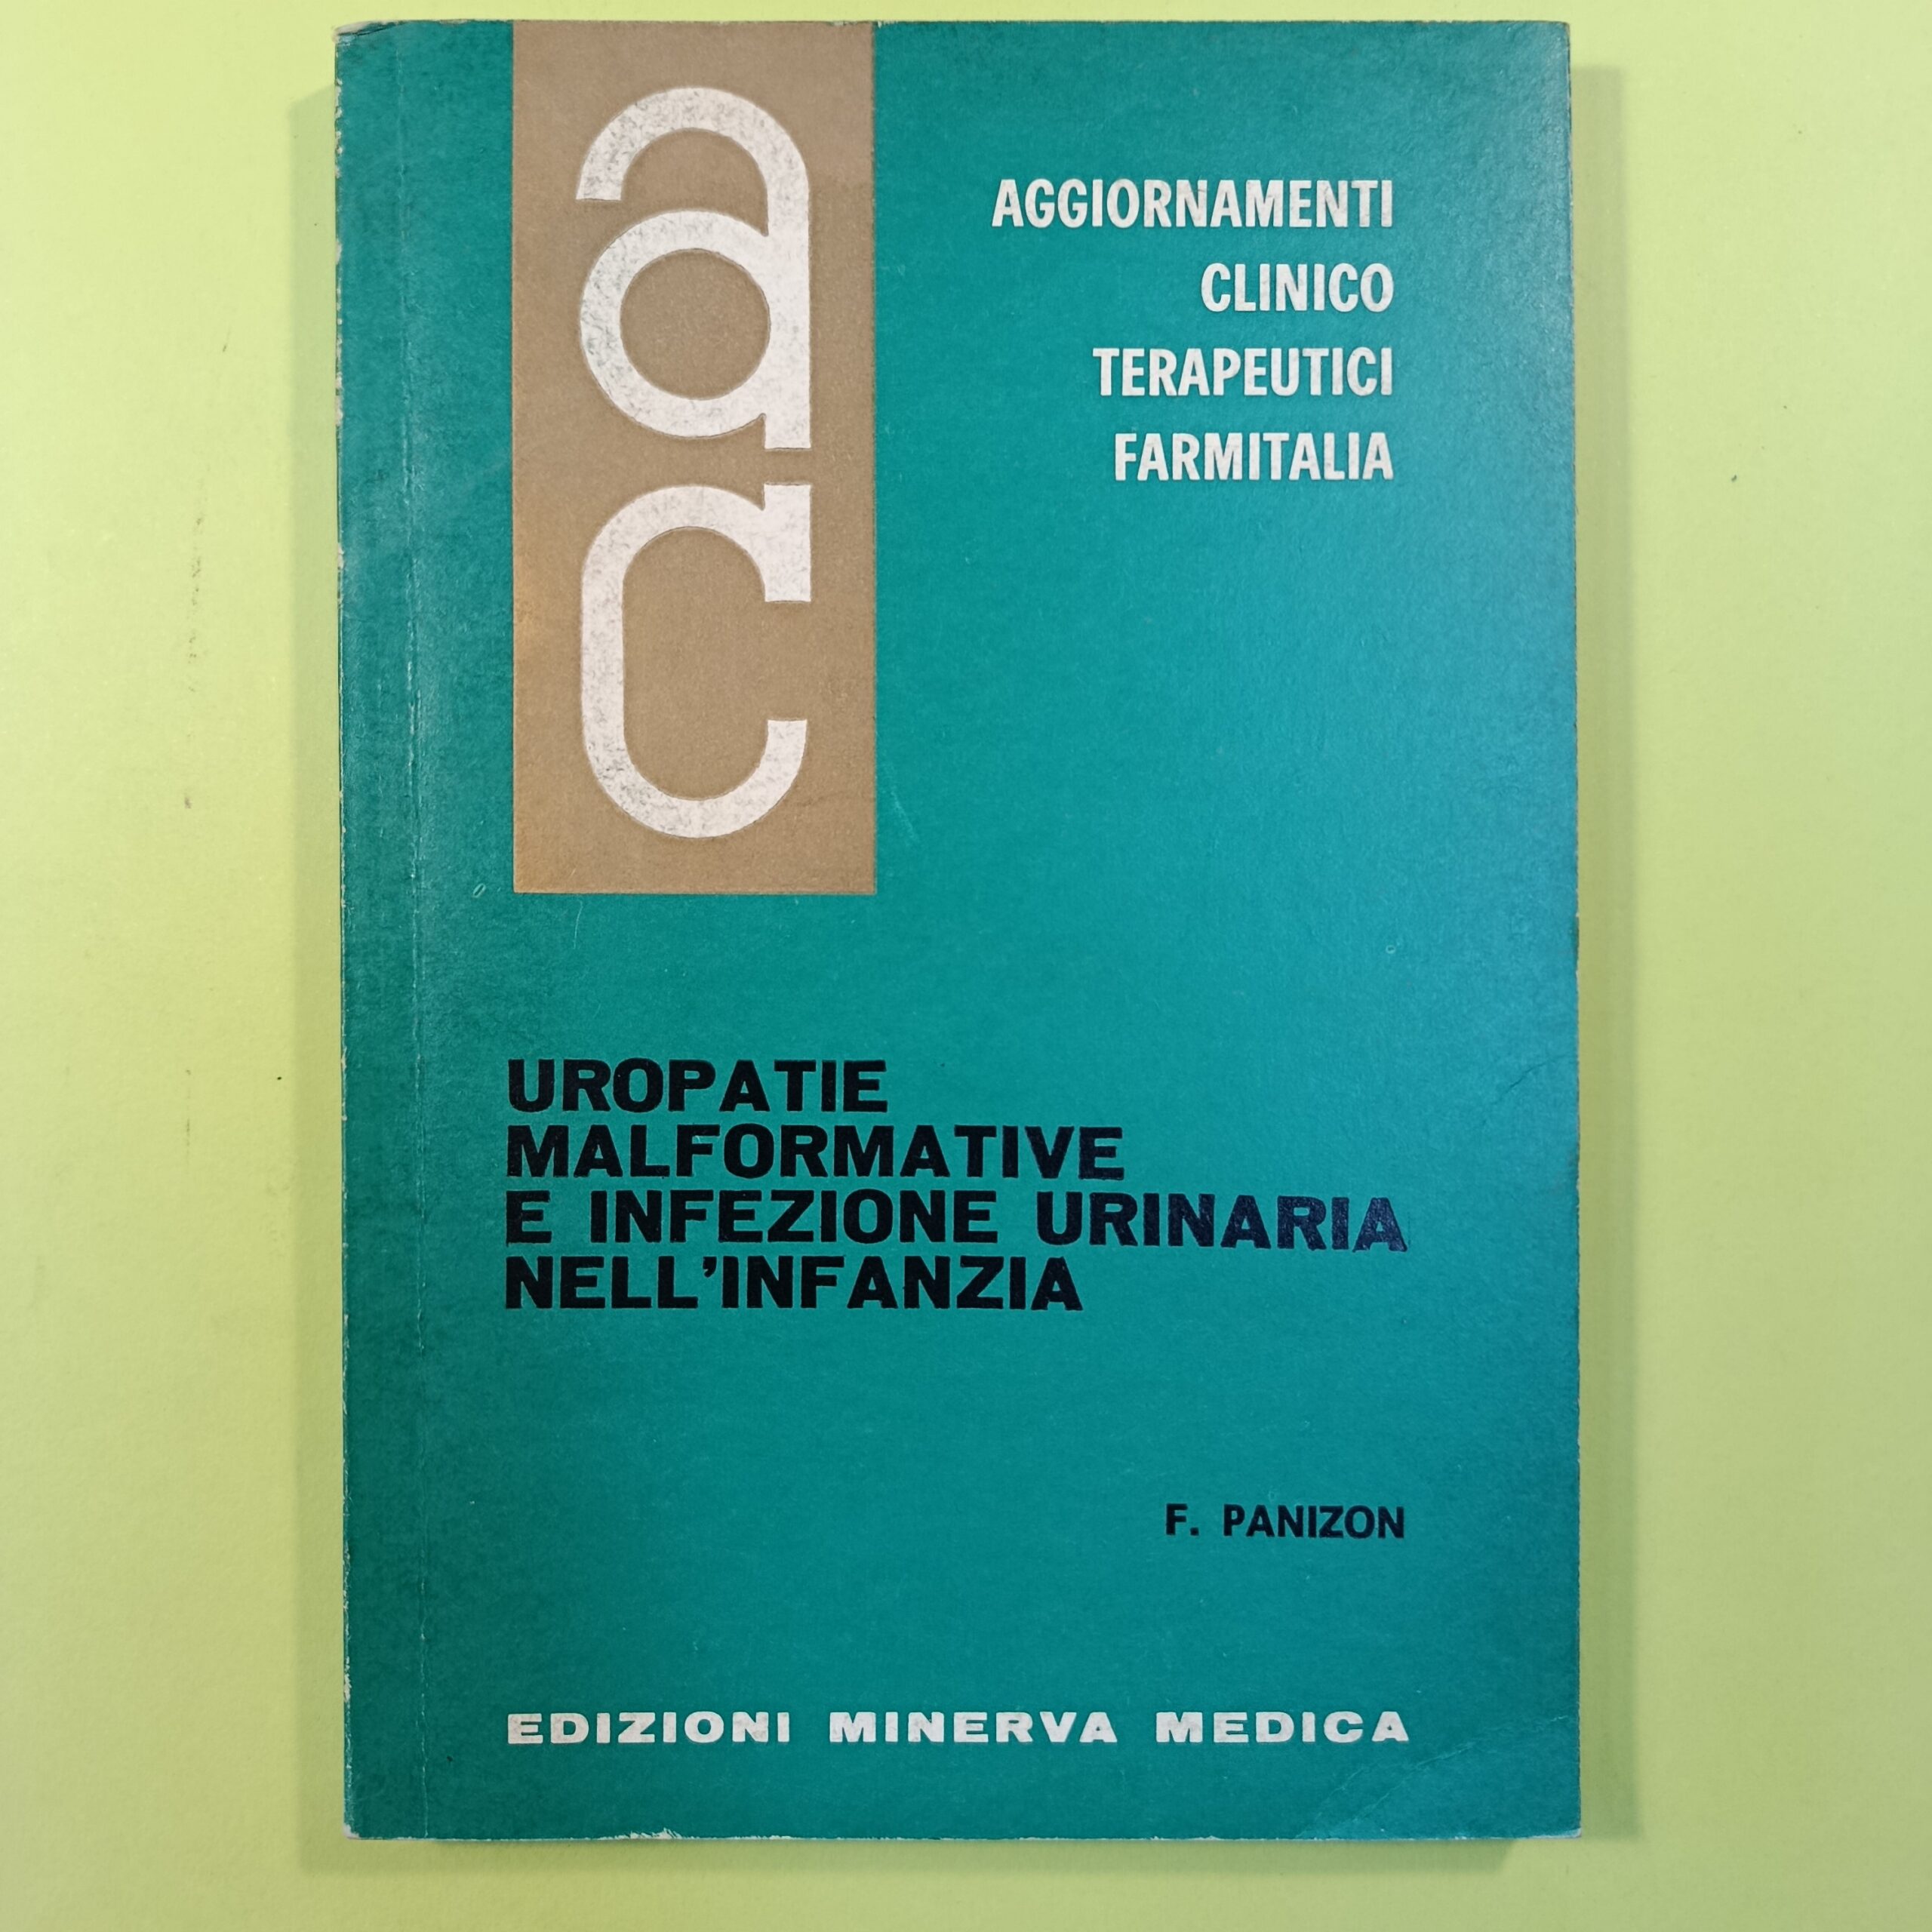 a
c
AGGIORNAMENTI
CLINICO
TERAPEUTICI
FARMITALIA
UROPATIE
MALFORMATIVE
E INFEZIONE URINARIA
NELL'INFANZIA
F. PANIZON
EDIZIONI MINERVA MEDICA